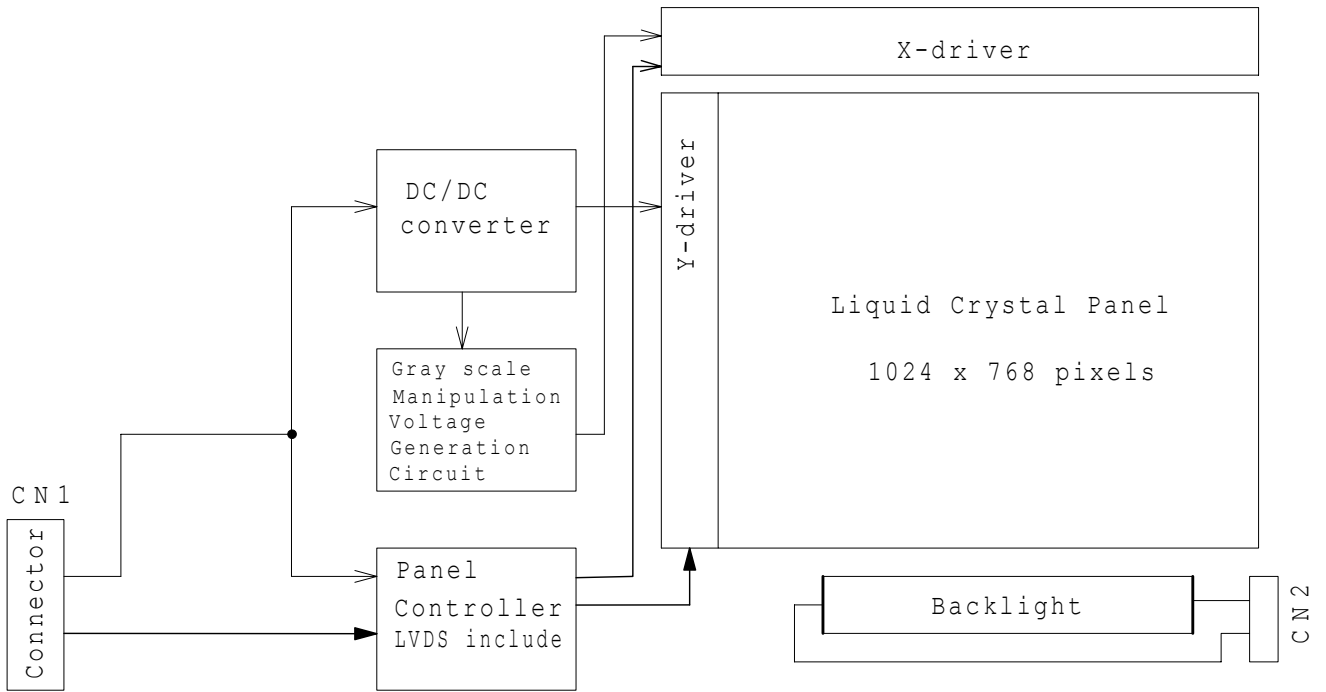 X-driver
Y-driver
DC/DC
converter
Liquid Crystal Panel
1024 x 768 pixels
Gray scale
Manipulation
Voltage
Generation
Circuit
CN1
Connector
Panel
Controller
LVDS include
Backlight
CN2